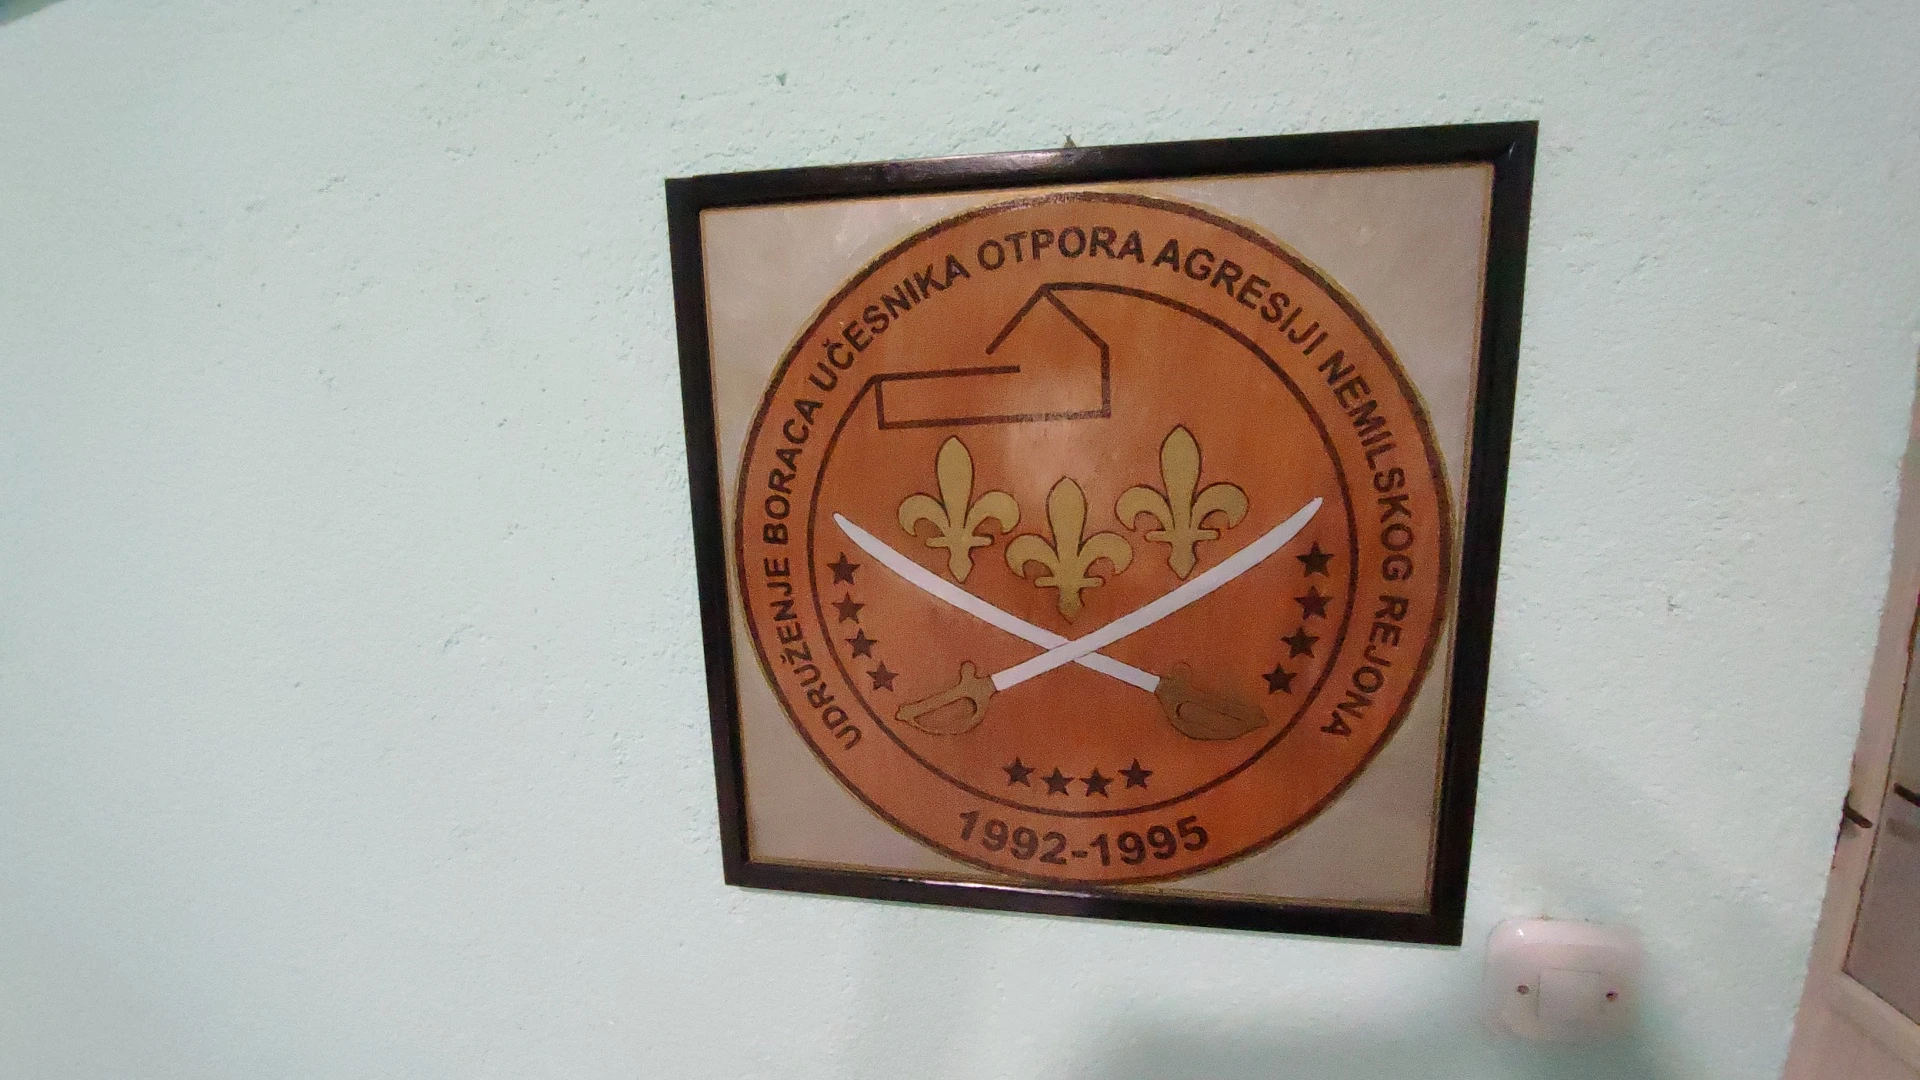 UDRUŽENJE BORACA UČESNIKA OTPORA AGRESIJI NEMILSKOG REJONA
1992-1995